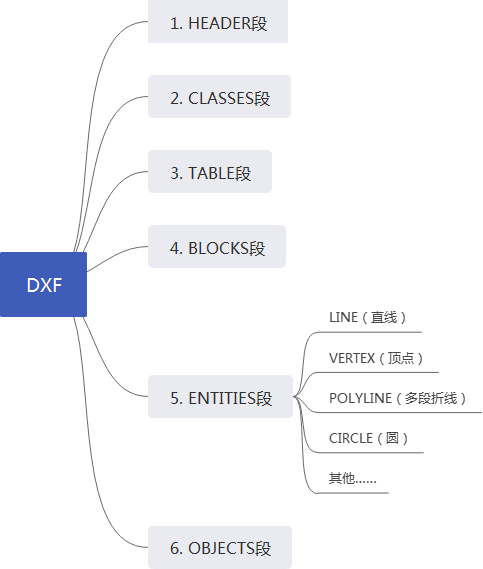 DXF
1. HEADER段
2. CLASSES段
3. TABLE段
4. BLOCKS段
5. ENTITIES段
LINE（直线）
VERTEX（顶点）
POLYLINE（多段折线）
CIRCLE（圆）
其他......
6. OBJECTS段